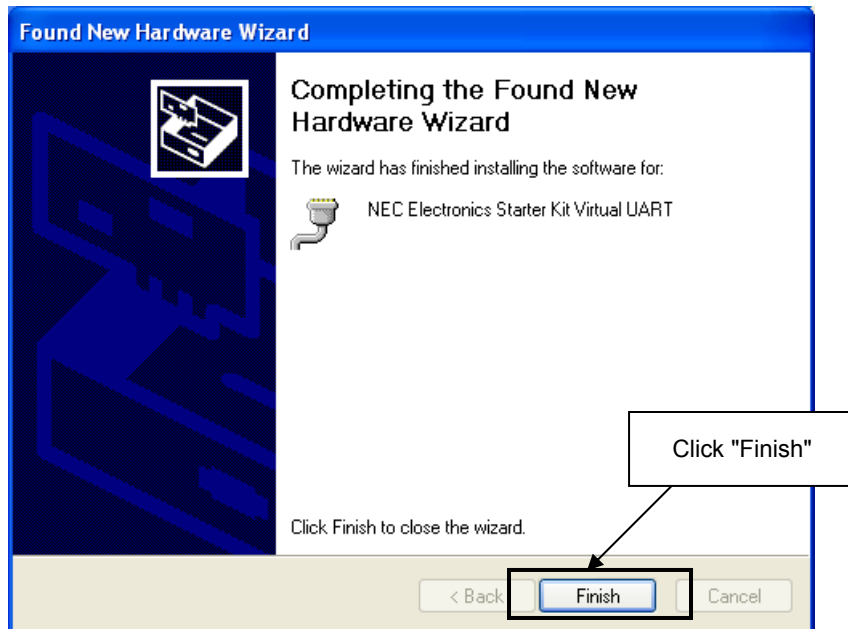 Found New Hardware Wizard
Completing the Found New
Hardware Wizard
The wizard has finished installing the software for:
NEC Electronics Starter Kit Virtual UART
Click "Finish"
Click Finish to close the wizard.
< Back
Finish
Cancel